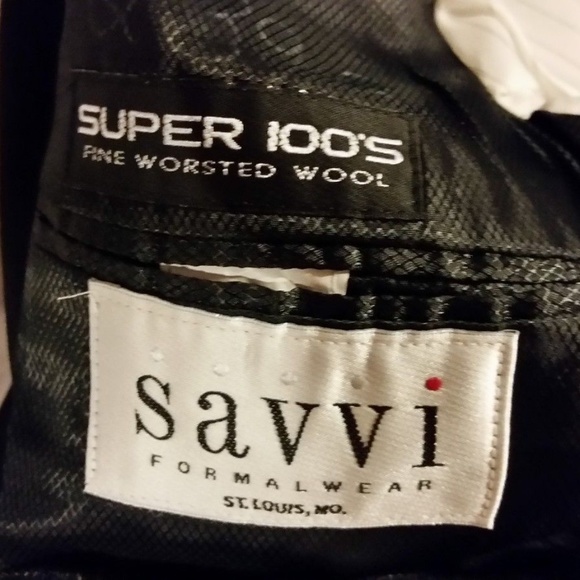 SUPER 100'S
FINE WORSTED WOOL
savvi
FORMALWEAR
ST. LOUIS, MO.